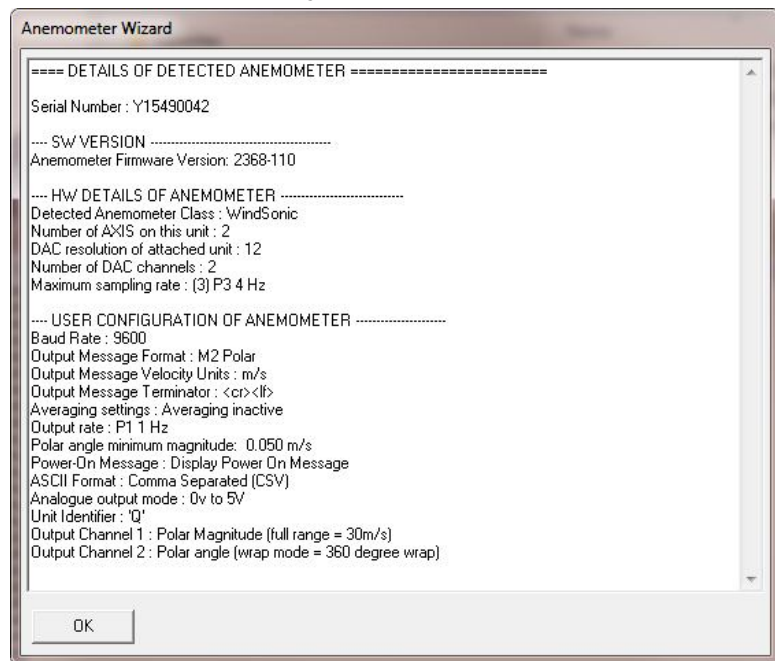 Anemometer Wizard
==== DETAILS OF DETECTED ANEMOMETER ========================
Serial Number : Y15490042
---- SW VERSION -------------------------------------------
Anemometer Firmware Version: 2368-110
---- HW DETAILS OF ANEMOMETER -----------------------------
Detected Anemometer Class : WindSonic
Number of AXIS on this unit : 2
DAC resolution of attached unit : 12
Number of DAC channels : 2
Maximum sampling rate : (3) P3 4 Hz
---- USER CONFIGURATION OF ANEMOMETER ---------------------
Baud Rate : 9600
Output Message Format : M2 Polar
Output Message Velocity Units : m/s
Output Message Terminator : <cr><lf>
Averaging settings : Averaging inactive
Output rate : P1 1 Hz
Polar angle minimum magnitude:  0.050 m/s
Power-On Message : Display Power On Message
ASCII Format : Comma Separated (CSV)
Analogue output mode : 0v to 5V
Unit Identifier : 'Q'
Output Channel 1 : Polar Magnitude (full range = 30m/s)
Output Channel 2 : Polar angle (wrap mode = 360 degree wrap)
OK